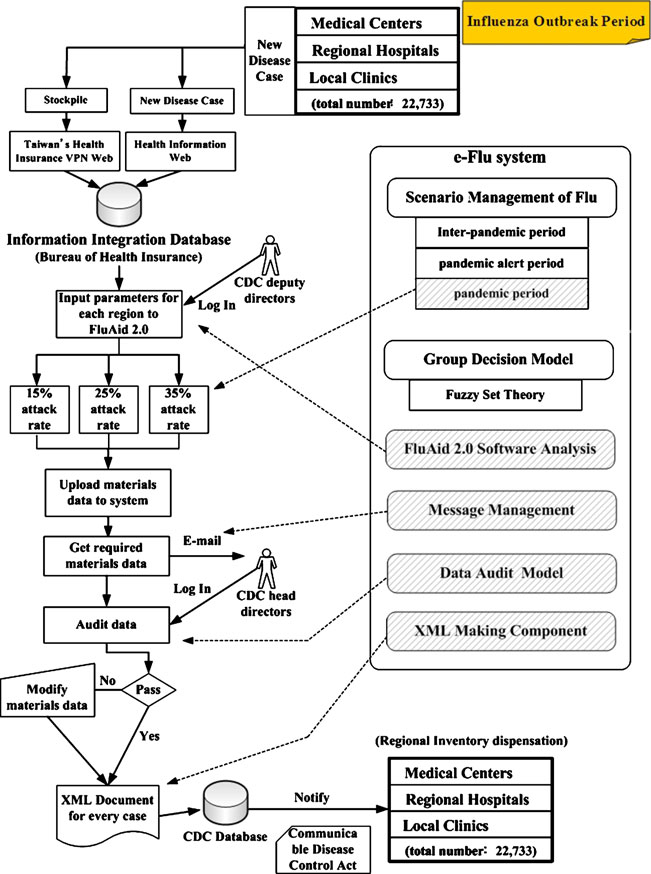 Influenza Outbreak Period
New
Disease
Case
Medical Centers
Regional Hospitals
Local Clinics
(total number: 22,733)
Stockpile
New Disease Case
Taiwan's Health
Insurance VPN Web
Health Information
Web
Information Integration Database
(Bureau of Health Insurance)
CDC deputy
directors
Log In
Input parameters for
each region to
FluAid 2.0
15%
attack
rate
25%
attack
rate
35%
attack
rate
Upload materials
data to system
Get required
materials data
E-mail
Log In
CDC head
directors
Audit data
Pass
No
Modify
materials data
Yes
XML Document
for every case
CDC Database
Notify
Communica
ble Disease
Control Act
e-Flu system
Scenario Management of Flu
Inter-pandemic period
pandemic alert period
pandemic period
Group Decision Model
Fuzzy Set Theory
FluAid 2.0 Software Analysis
Message Management
Data Audit Model
XML Making Component
(Regional Inventory dispensation)
Medical Centers
Regional Hospitals
Local Clinics
(total number: 22,733)